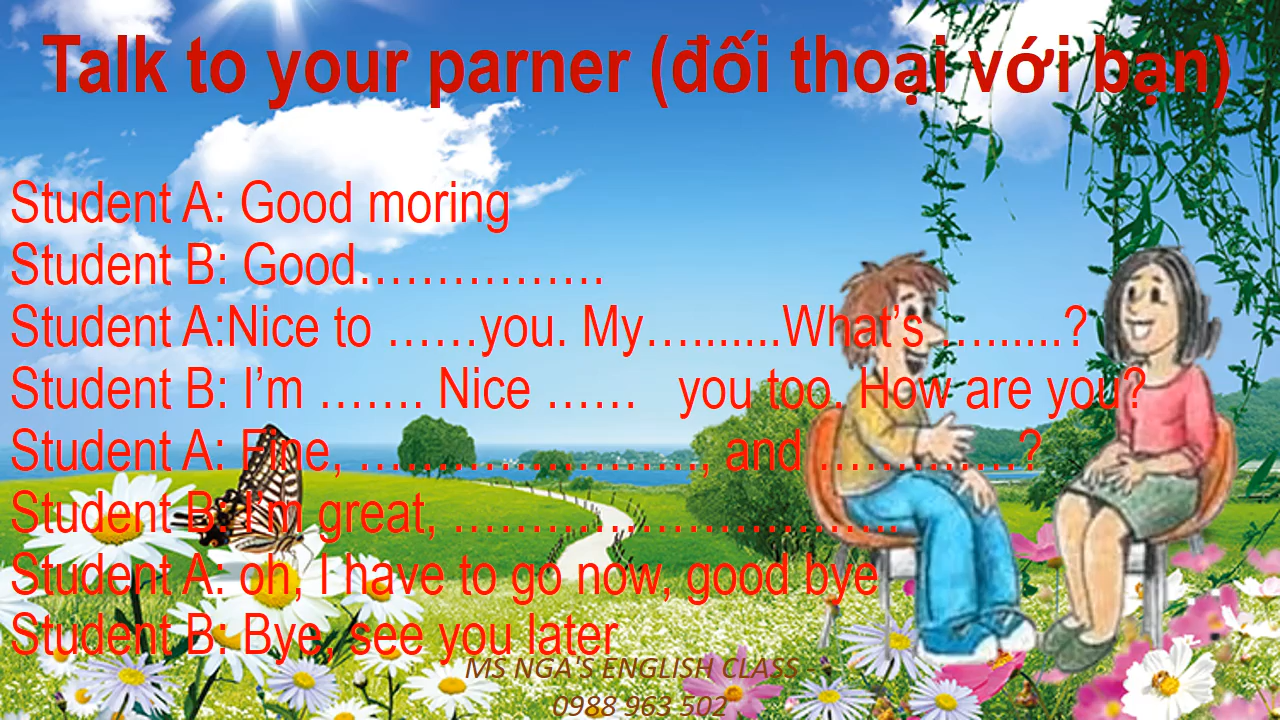 Talk to your parner (đối thoại với bạn)
Student A: Good moring
Student B: Good……………..
Student A:Nice to ……you. My….......What's ….......?
Student B: I'm ……. Nice …… you too. How are you?
Student A: Fine, ……………………., and …………..?
Student B: I'm great, …………………………..
Student A: oh, I have to go now, good bye
Student B: Bye, see you later
MS NGA'S ENGLISH CLASS
0988 963 502